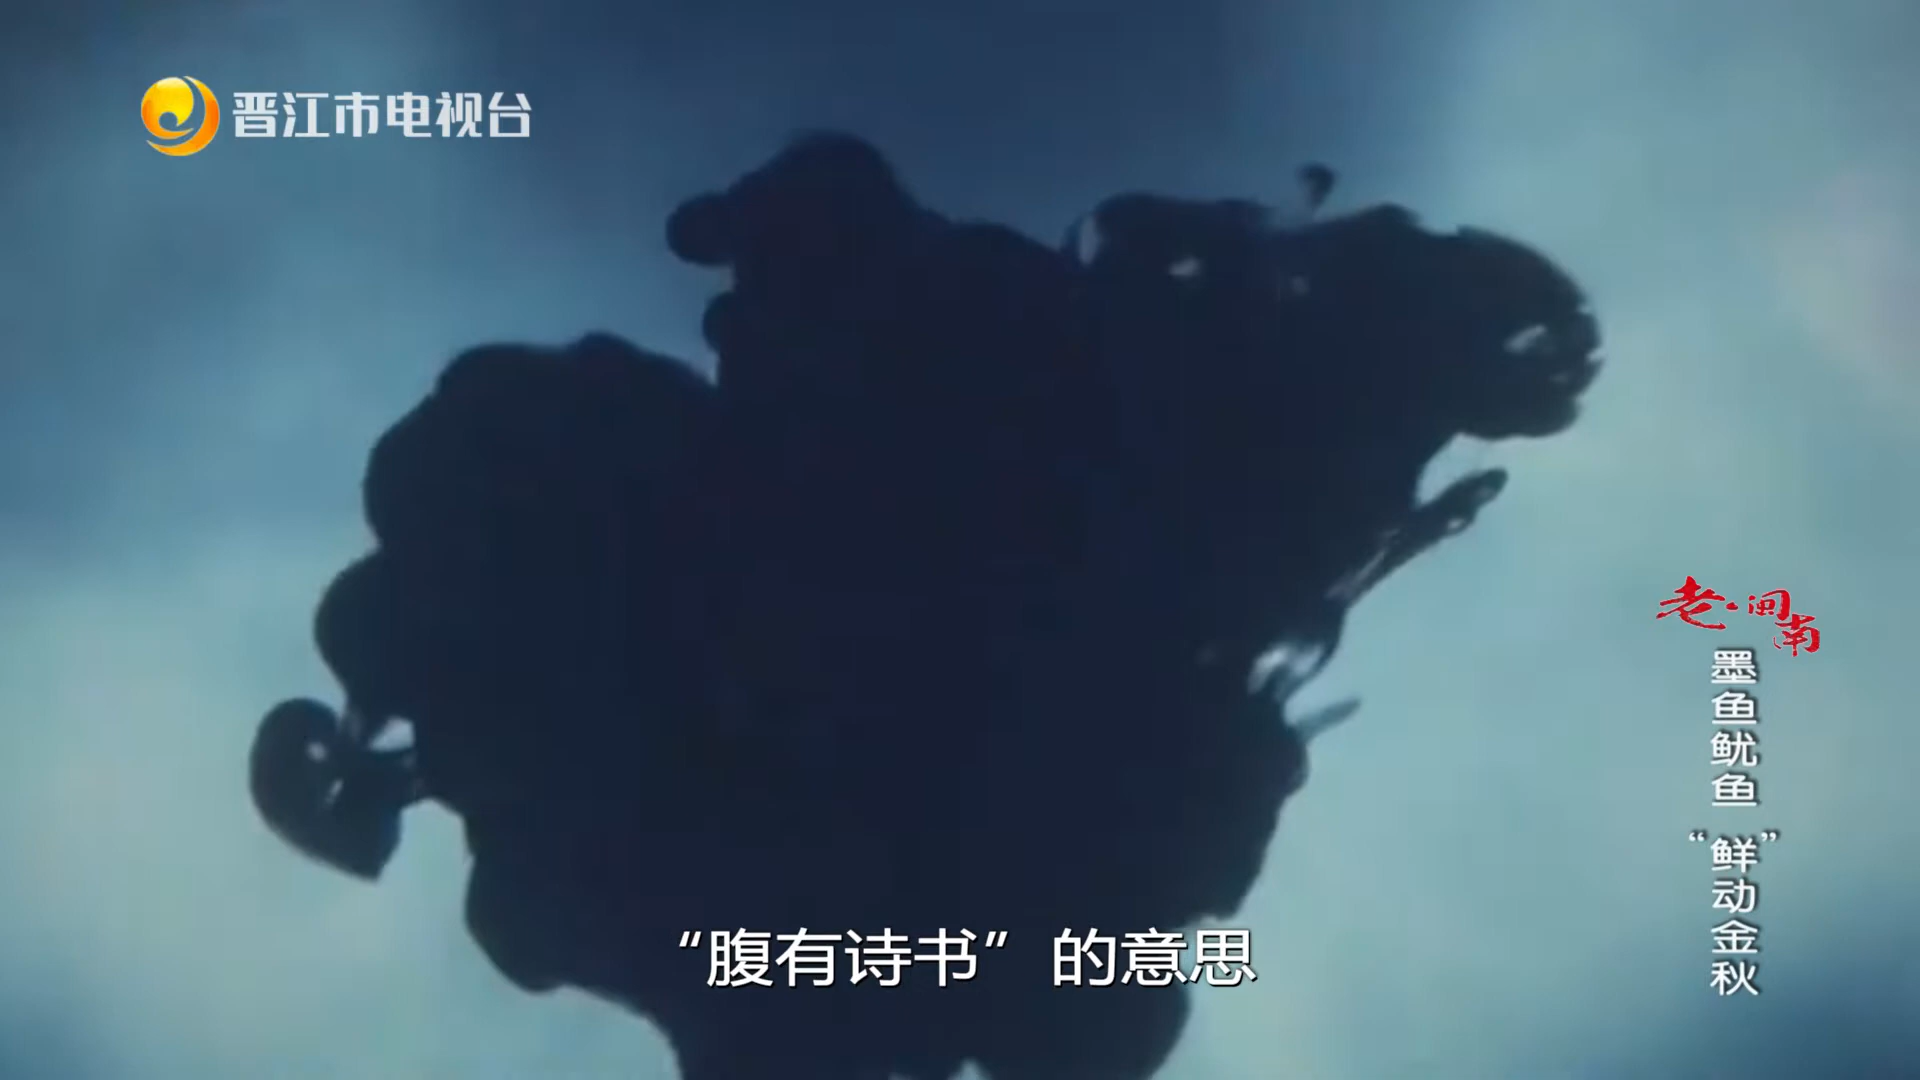 晋江市电视台
老·闽南
墨鱼鱿鱼“鲜”动金秋
“腹有诗书”的意思